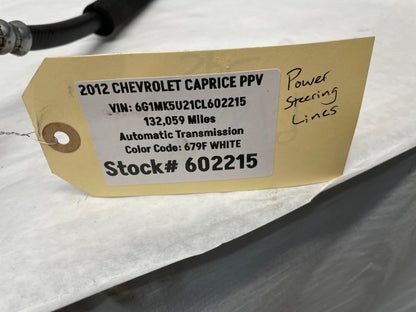 2012 CHEVROLET CAPRICE PPV
VIN: 6G1MK5U21CL602215
132,059 Miles
Automatic Transmission
Color Code: 679F WHITE
Stock# 602215
Power
Steering
Lines